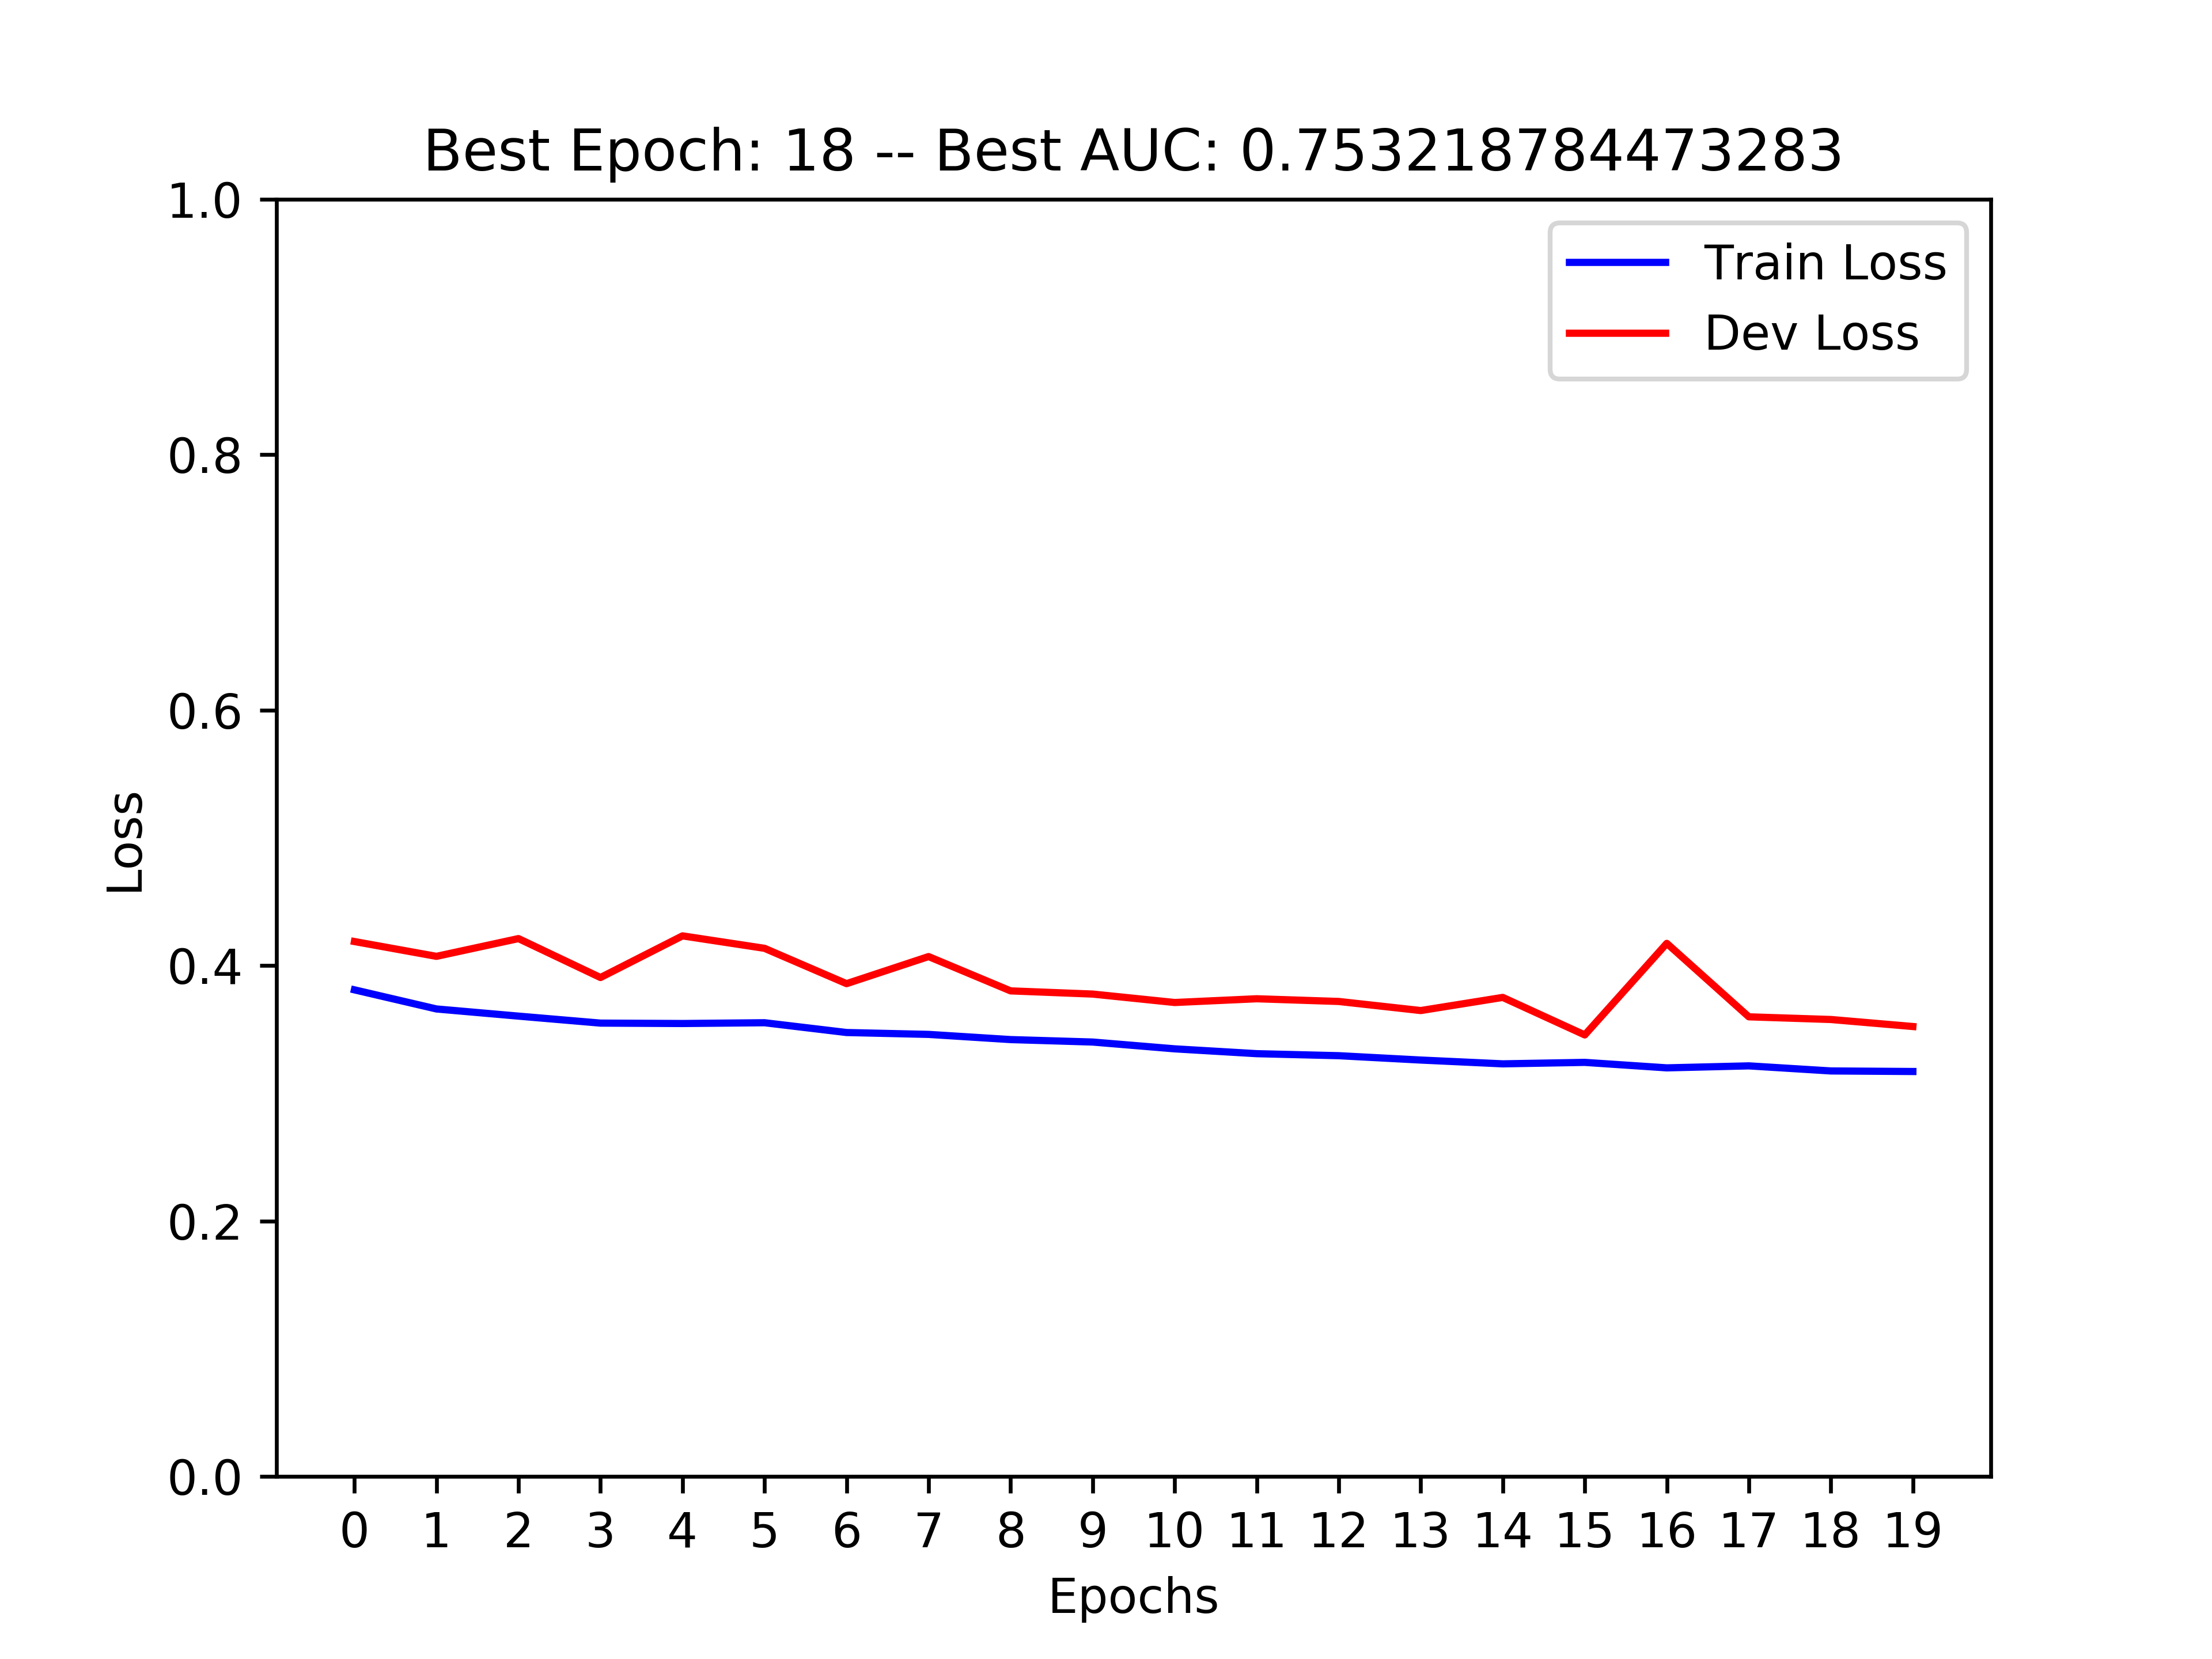 Best Epoch: 18 -- Best AUC: 0.7532187844732283
1.0
0.8
0.6
0.4
0.2
0.0
Loss
Train Loss
Dev Loss
0 1 2 3 4 5 6 7 8 9 10 11 12 13 14 15 16 17 18 19
Epochs